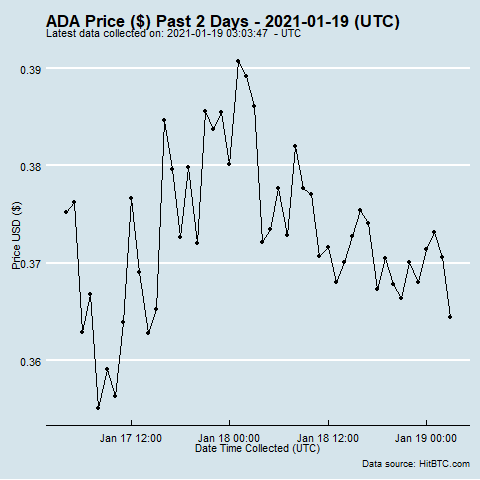 ADA Price ($) Past 2 Days - 2021-01-19 (UTC)
Latest data collected on: 2021-01-19 03:03:47  - UTC
0.39
0.38
0.37
0.36
Price USD ($)
Jan 17 12:00
Jan 18 00:00
Jan 18 12:00
Jan 19 00:00
Date Time Collected (UTC)
Data source: HitBTC.com